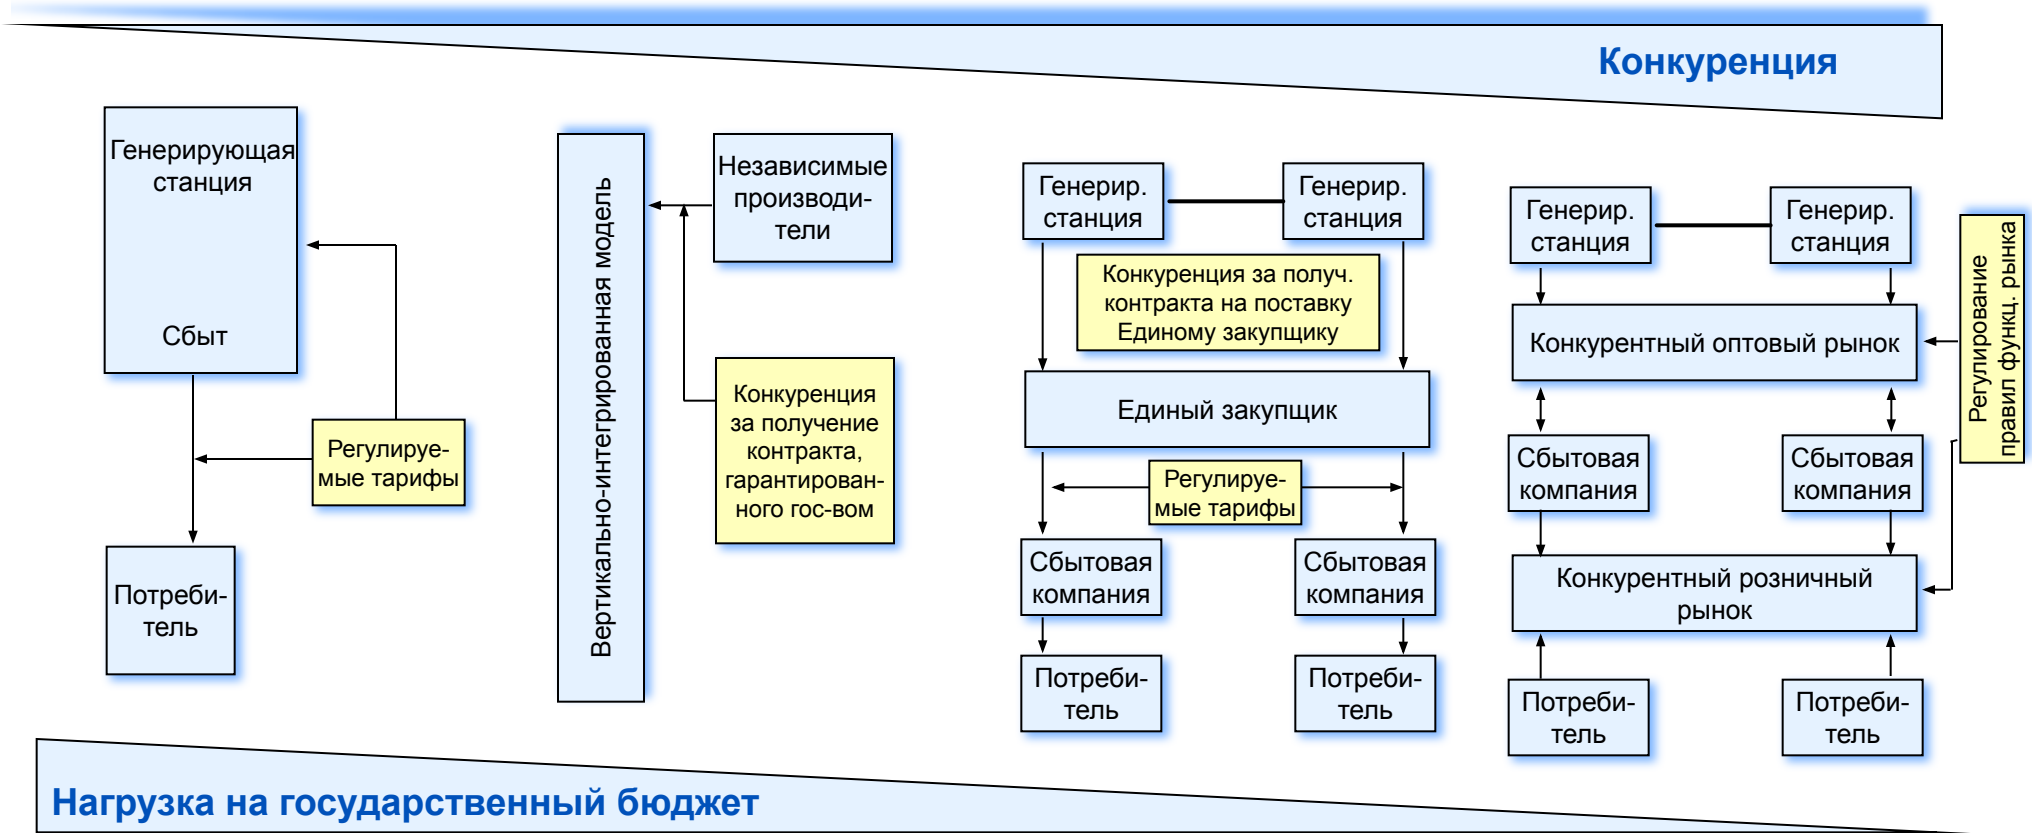 Конкуренция
Генерирующая
станция
Сбыт
Регулируе-
мые тарифы
Потреби-
тель
Вертикально-интегрированная модель
Независимые
производи-
тели
Конкуренция
за получение
контракта,
гарантирован-
ного гос-вом
Генерир.
станция
Генерир.
станция
Конкуренция за получ.
контракта на поставку
Единому закупщику
Единый закупщик
Регулируе-
мые тарифы
Сбытовая
компания
Сбытовая
компания
Потреби-
тель
Потреби-
тель
Генерир.
станция
Генерир.
станция
Конкурентный оптовый рынок
Регулирование
правил функц. рынка
Сбытовая
компания
Сбытовая
компания
Конкурентный розничный
рынок
Потреби-
тель
Потреби-
тель
Нагрузка на государственный бюджет